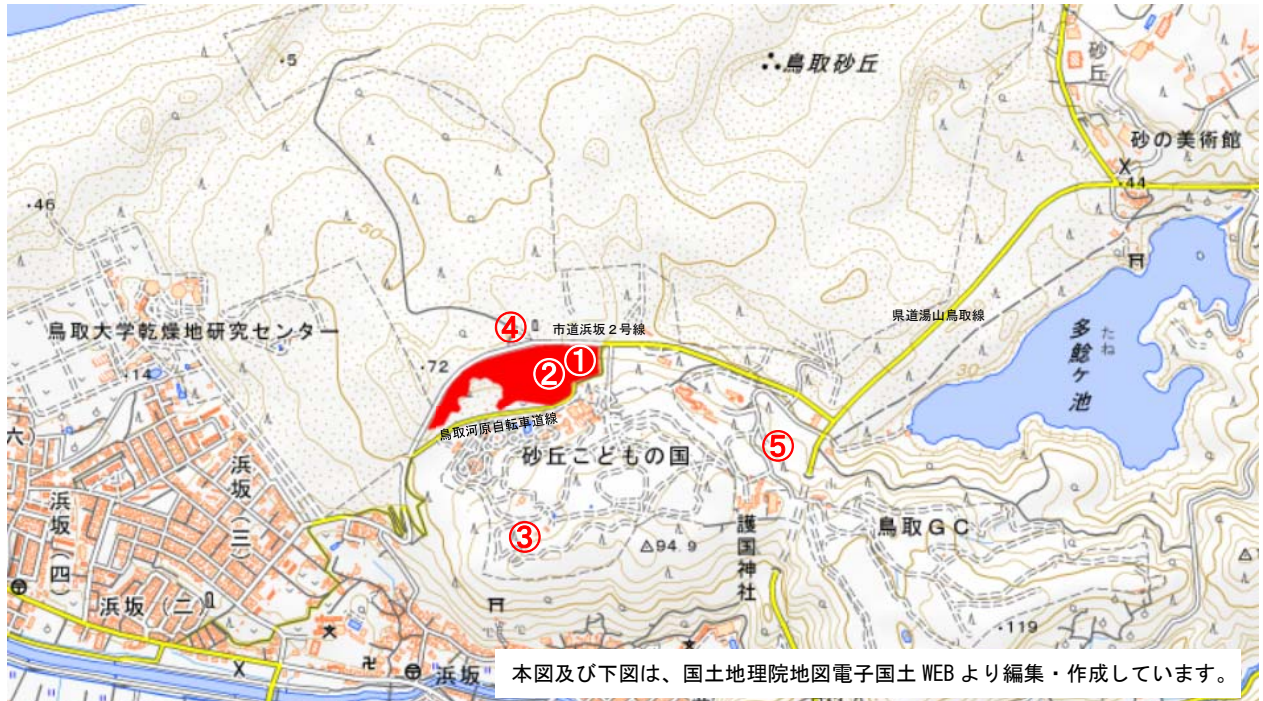 ・5
鳥取砂丘
砂丘
砂の美術館
・44
・46
50
鳥取大学乾燥地研究センター
・14
④
市道浜坂２号線
県道湯山鳥取線
①
②
・72
30
多鯰ヶ池
たね
鳥取河原自転車道線
砂丘こどもの国
⑤
(六)
浜坂(三)
浜坂(四)
浜坂(二)
③
△94.9
護国神社
鳥取GC
・119
浜坂
本図及び下図は、国土地理院地図電子国土 WEB より編集・作成しています。